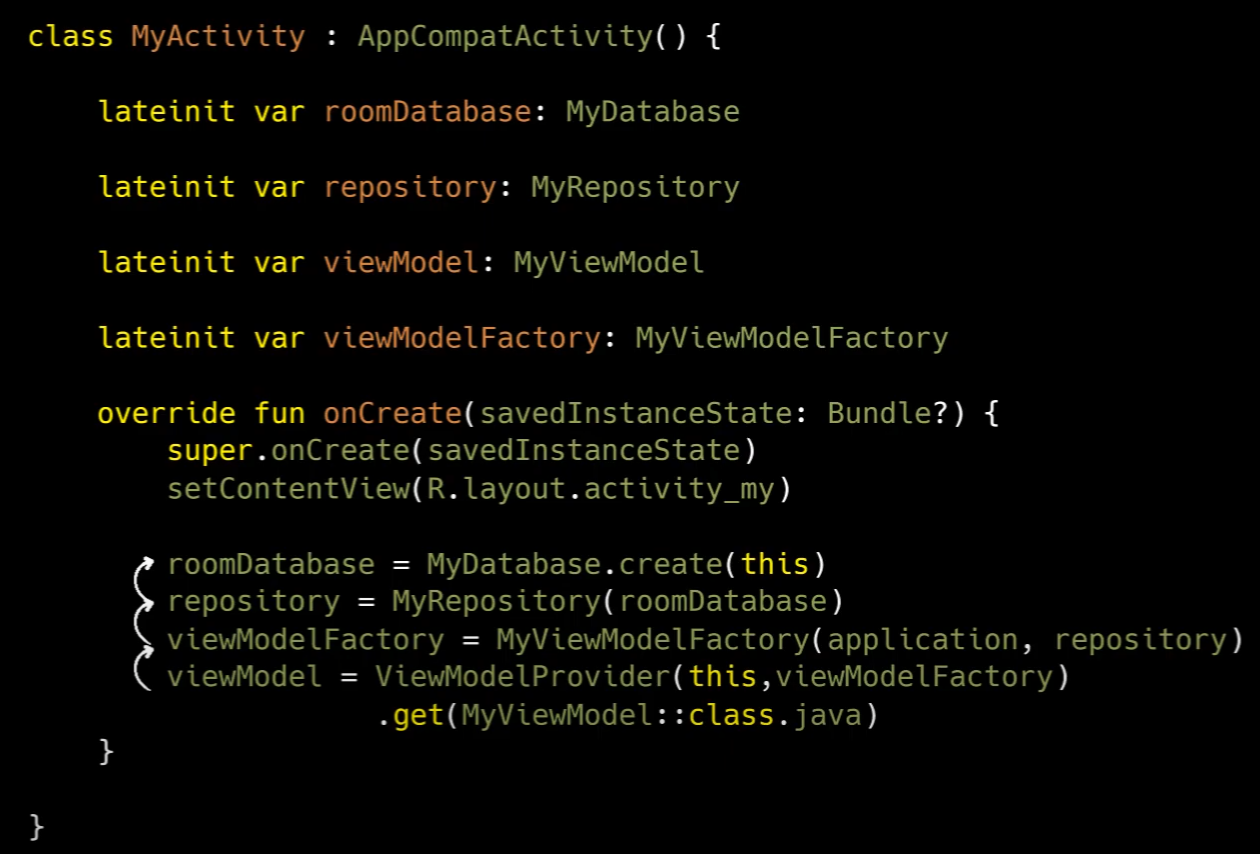 class MyActivity : AppCompatActivity() {
lateinit var roomDatabase: MyDatabase
lateinit var repository: MyRepository
lateinit var viewModel: MyViewModel
lateinit var viewModelFactory: MyViewModelFactory
override fun onCreate(savedInstanceState: Bundle?) {
super.onCreate(savedInstanceState)
setContentView(R.layout.activity_my)
roomDatabase = MyDatabase.create(this)
repository = MyRepository(roomDatabase)
viewModelFactory = MyViewModelFactory(application, repository)
viewModel = ViewModelProvider(this,viewModelFactory)
.get(MyViewModel::class.java)
}
}